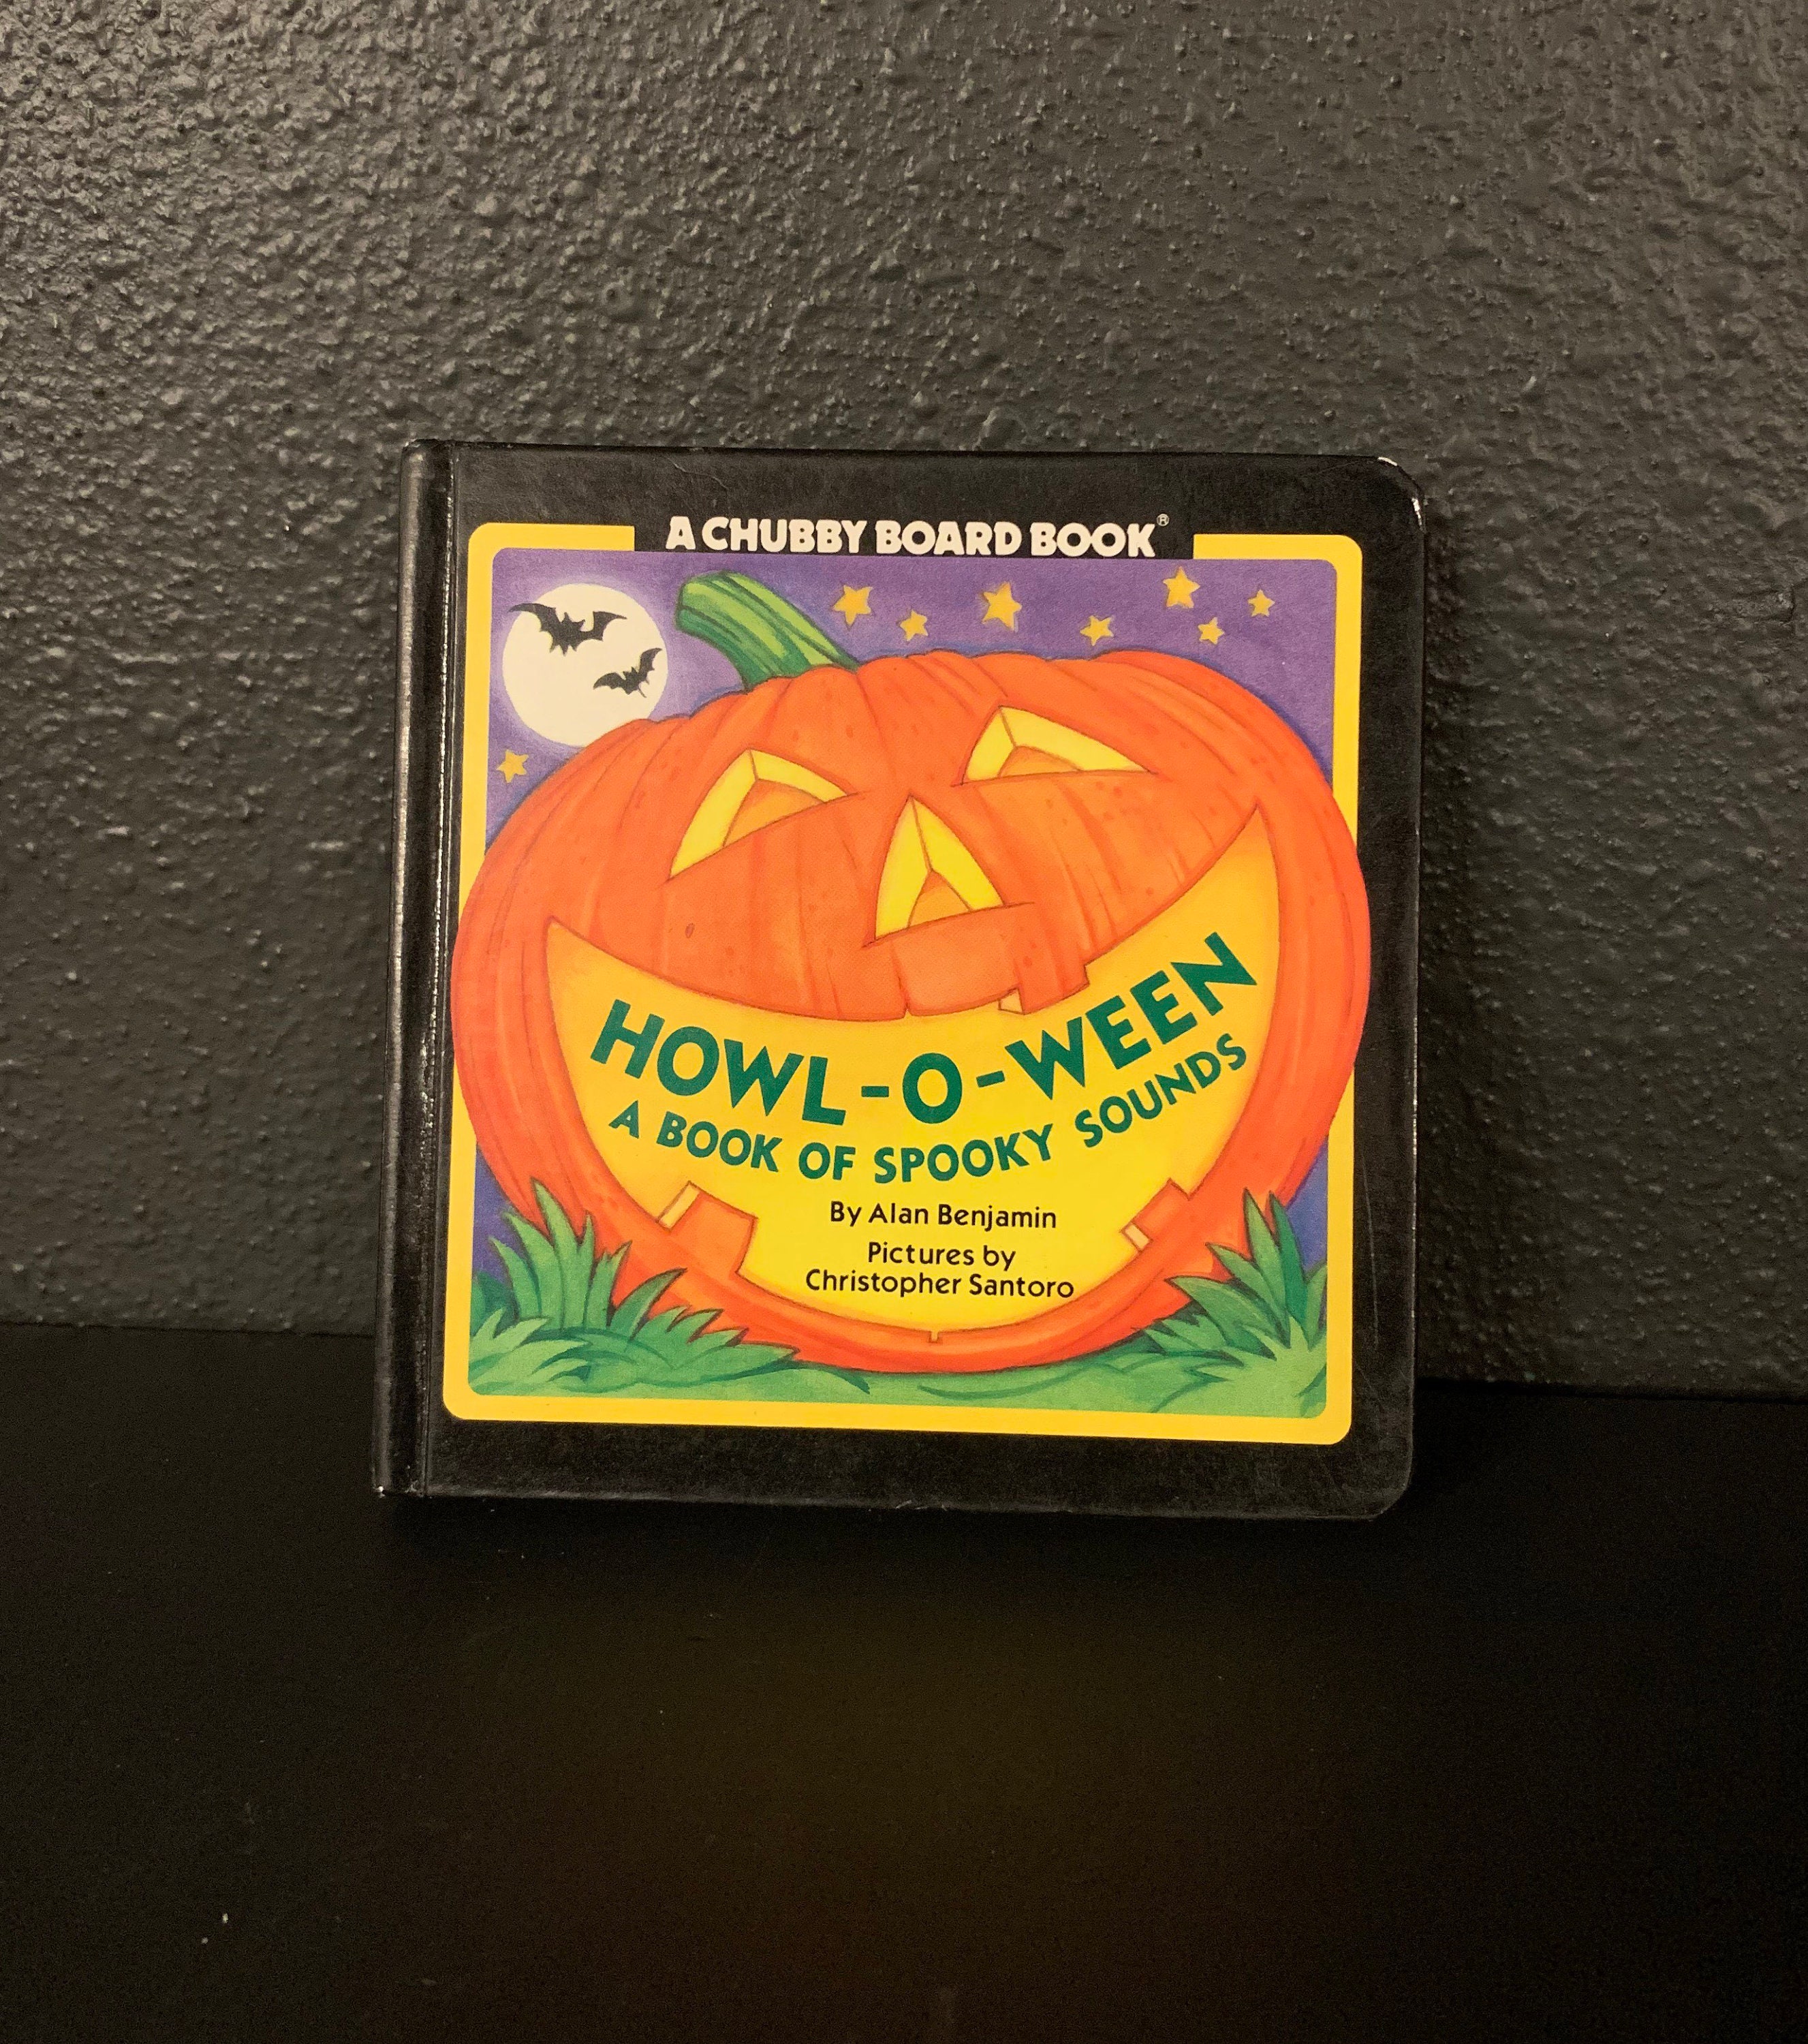 A CHUBBY BOARD BOOK®
HOWL-O-WEEN
A BOOK OF SPOOKY SOUNDS
By Alan Benjamin
Pictures by
Christopher Santoro